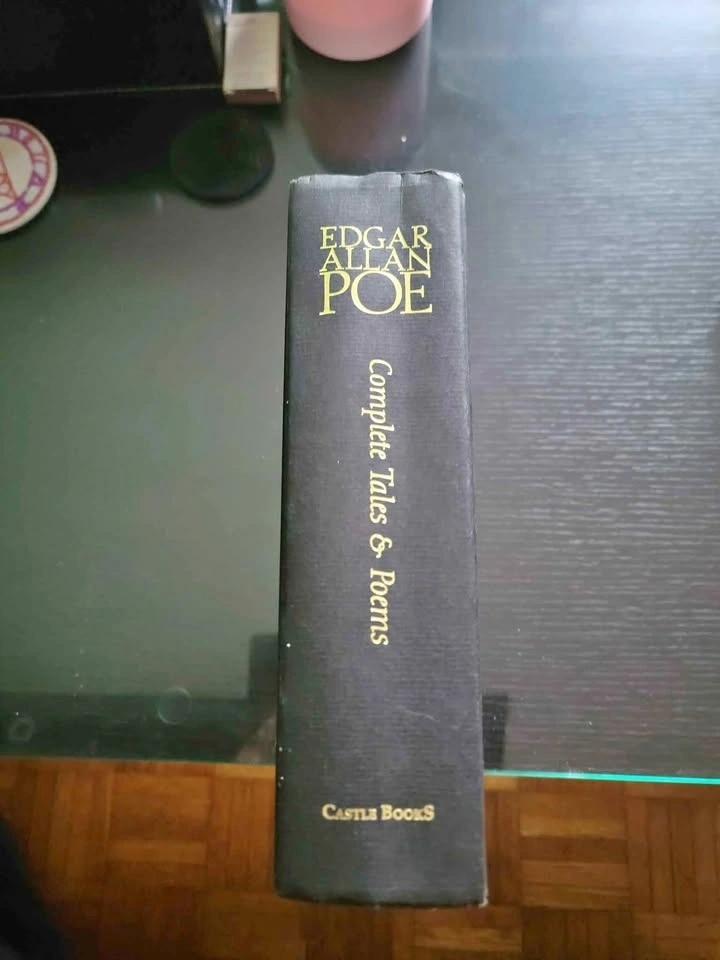 EDGAR
ALLAN
POE
Complete Tales & Poems
CASTLE BOOKS